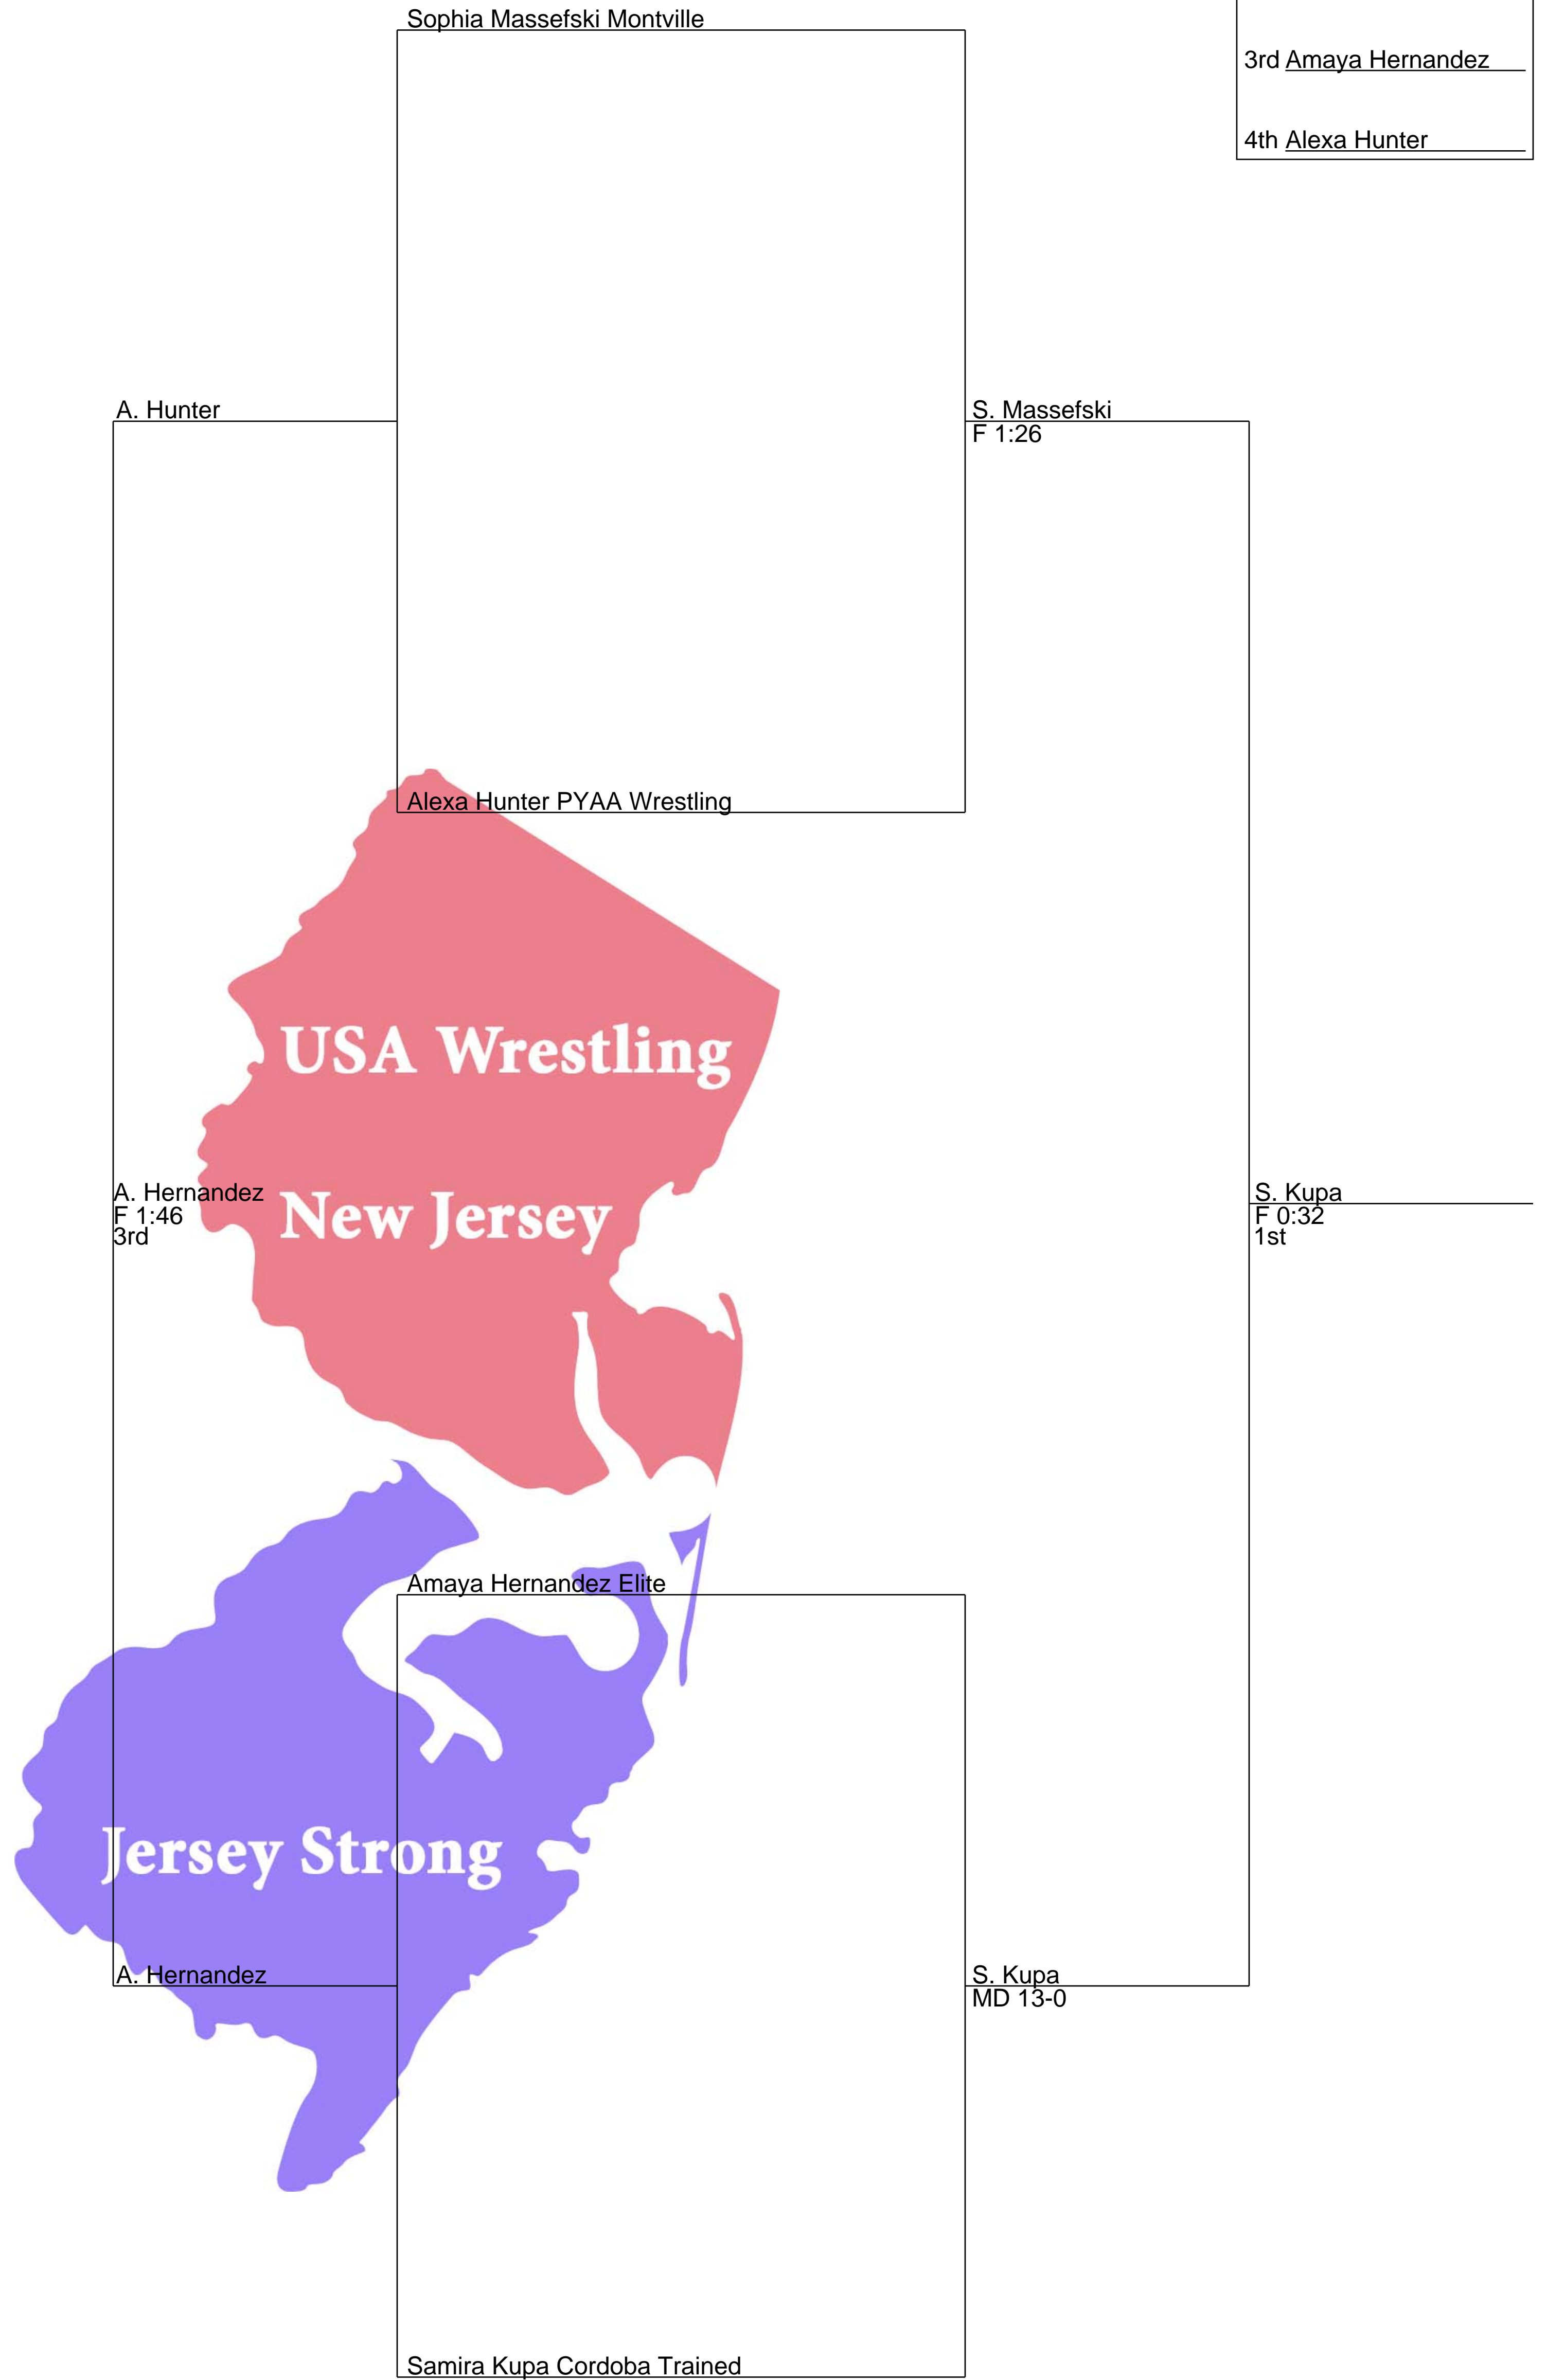 Sophia Massefski Montville
3rd Amaya Hernandez
4th Alexa Hunter
A. Hunter
S. Massefski
F 1:26
Alexa Hunter PYAA Wrestling
USA Wrestling
New Jersey
A. Hernandez
F 1:46
3rd
S. Kupa
F 0:32
1st
Amaya Hernandez Elite
Jersey Strong
A. Hernandez
S. Kupa
MD 13-0
Samira Kupa Cordoba Trained